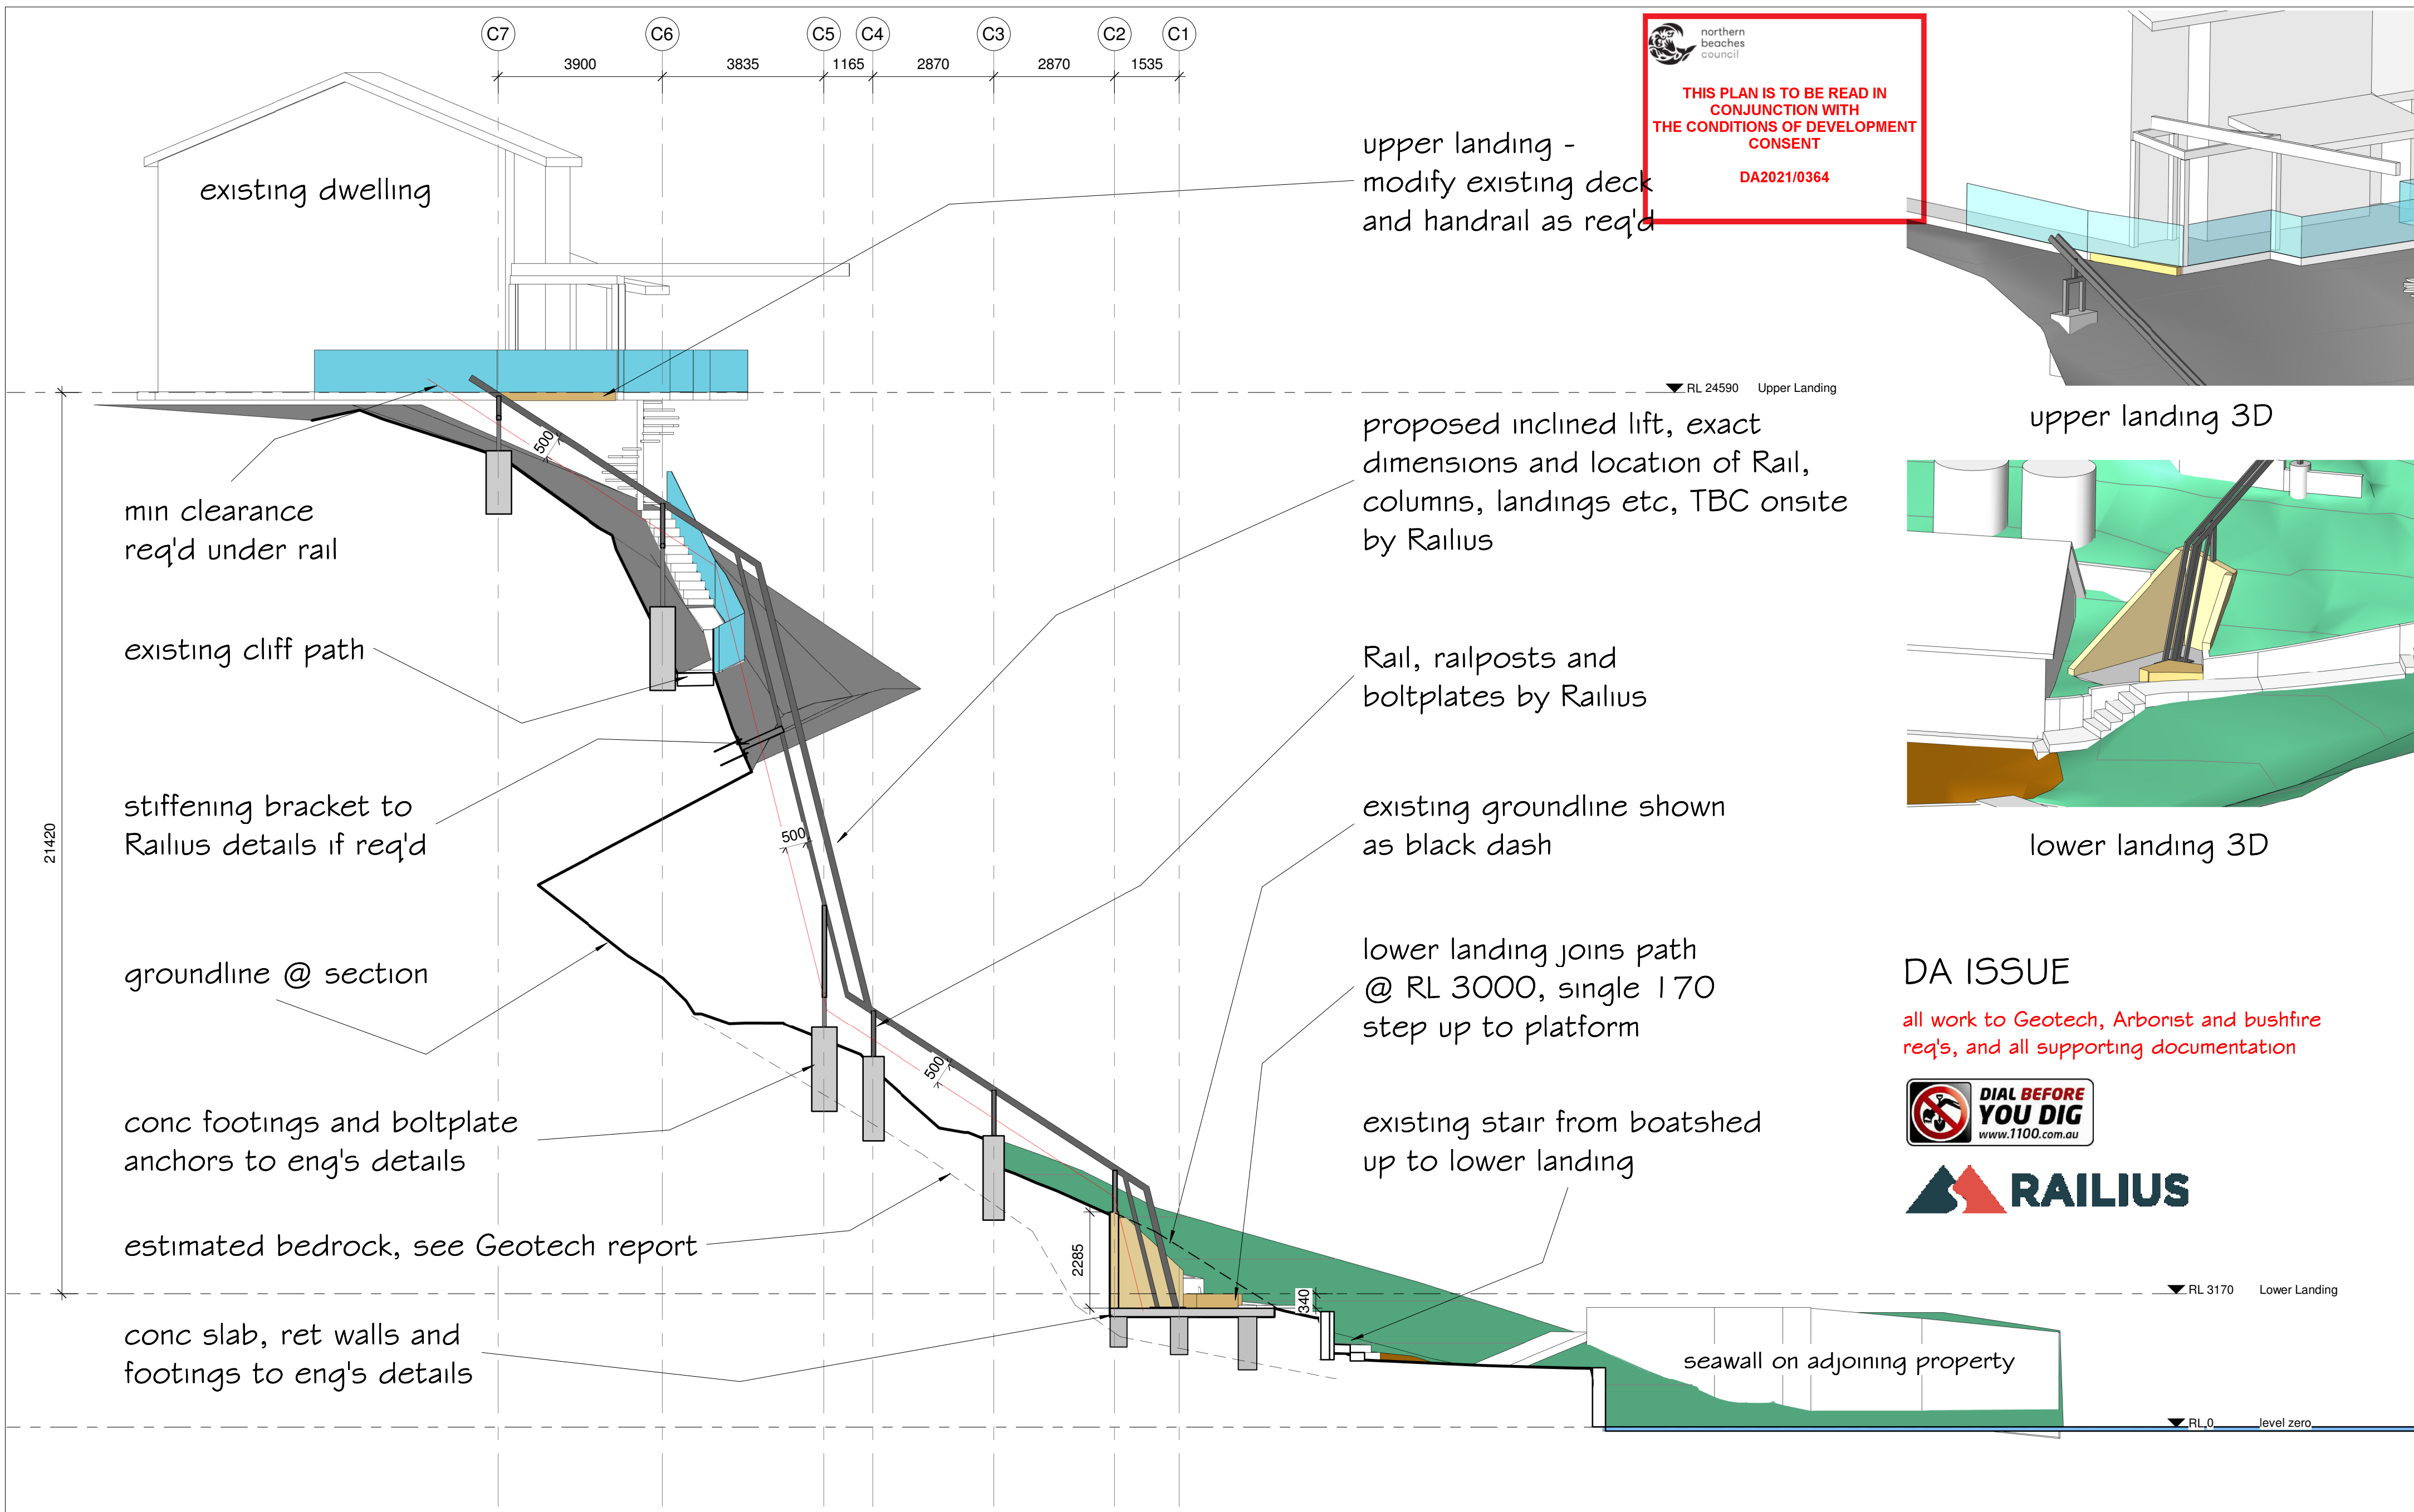 C7
C6
C5
C4
C3
C2
C1
3900
3835
1165
2870
2870
1535
northern
beaches
council
THIS PLAN IS TO BE READ IN
CONJUNCTION WITH
THE CONDITIONS OF DEVELOPMENT
CONSENT
DA2021/0364
existing dwelling
upper landing -
modify existing deck
and handrail as req'd
RL 24590 Upper Landing
upper landing 3D
proposed inclined lift, exact
dimensions and location of Rail,
columns, landings etc, TBC onsite
by Railius
500
min clearance
req'd under rail
existing cliff path
Rail, railposts and
boltplates by Railius
stiffening bracket to
Railius details if req'd
500
21420
existing groundline shown
as black dash
lower landing 3D
groundline @ section
lower landing joins path
@ RL 3000, single 170
step up to platform
DA ISSUE
all work to Geotech, Arborist and bushfire
req's, and all supporting documentation
500
conc footings and boltplate
anchors to eng's details
existing stair from boatshed
up to lower landing
DIAL BEFORE
YOU DIG
www.1100.com.au
RAILIUS
estimated bedrock, see Geotech report
2285
340
RL 3170 Lower Landing
conc slab, ret walls and
footings to eng's details
seawall on adjoining property
RL 0 level zero